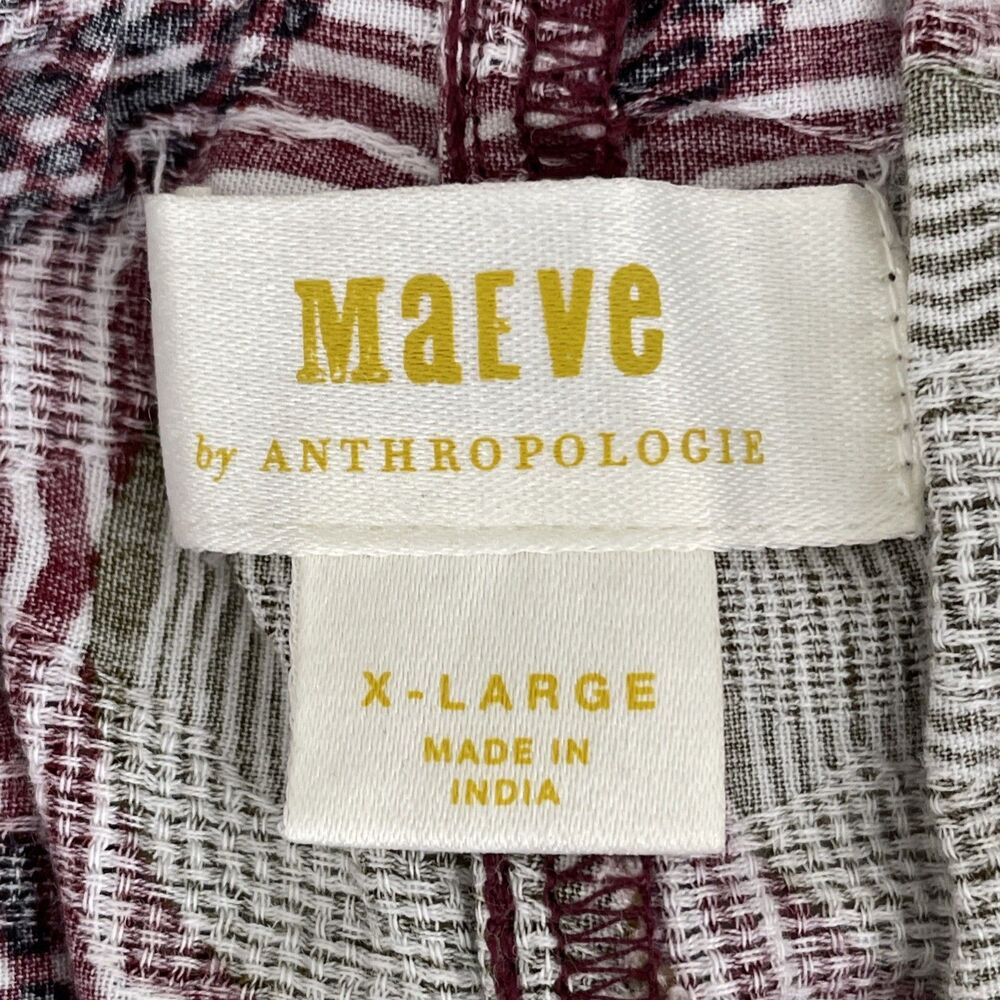 MaEVe
by ANTHROPOLOGIE
X-LARGE
MADE IN
INDIA